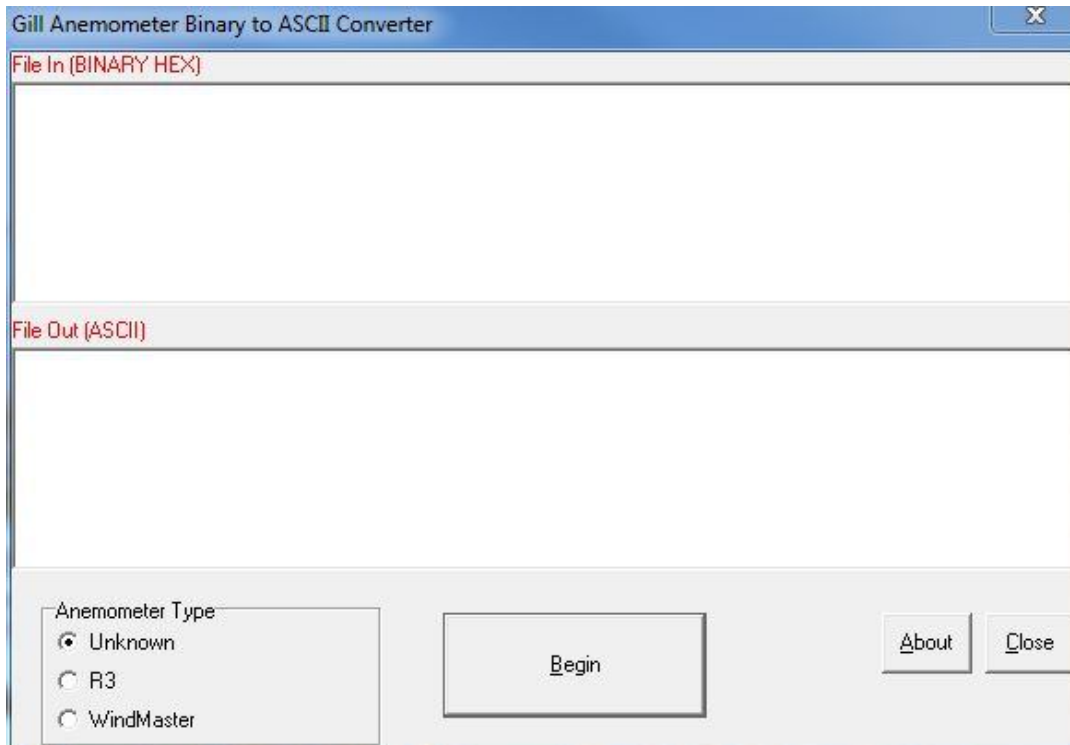 Gill Anemometer Binary to ASCII Converter
File In (BINARY HEX)
File Out (ASCII)
Anemometer Type
Unknown
R3
WindMaster
Begin
About
Close